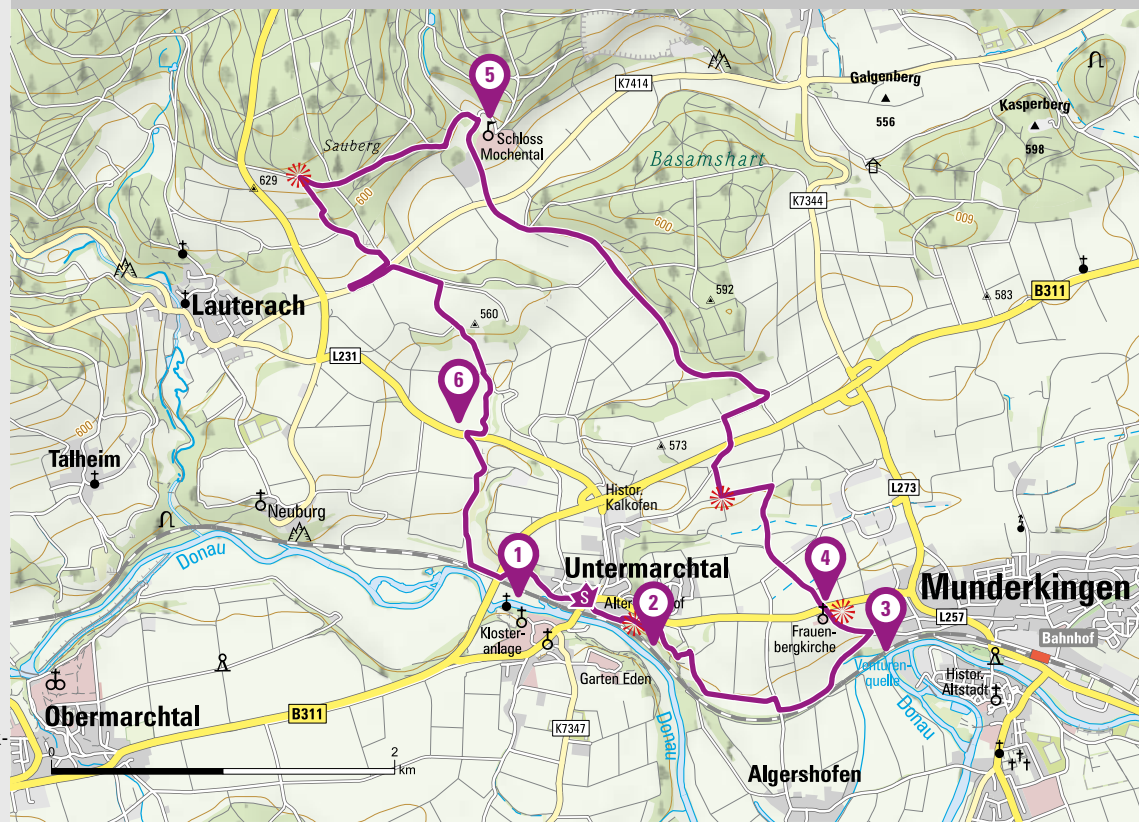 5
K7414
Galgenberg
556
Kasperberg
598
Schloss
Mochental
Sauberg
Basamshart
629
600
600
600
K7344
592
583
B311
Lauterach
560
L231
6
573
L273
Talheim
600
Neuburg
Histor.
Kalköfen
Donau
1
Untermarchtal
4
Munderkingen
S
2
3
L257
Kloster-
anlage
Frauen-
bergkirche
Bahnhof
Garten Eden
quelle
Histor.
Altstadt
Donau
Donau
Obermarchtal
B311
K7347
Algershofen
0
2
km